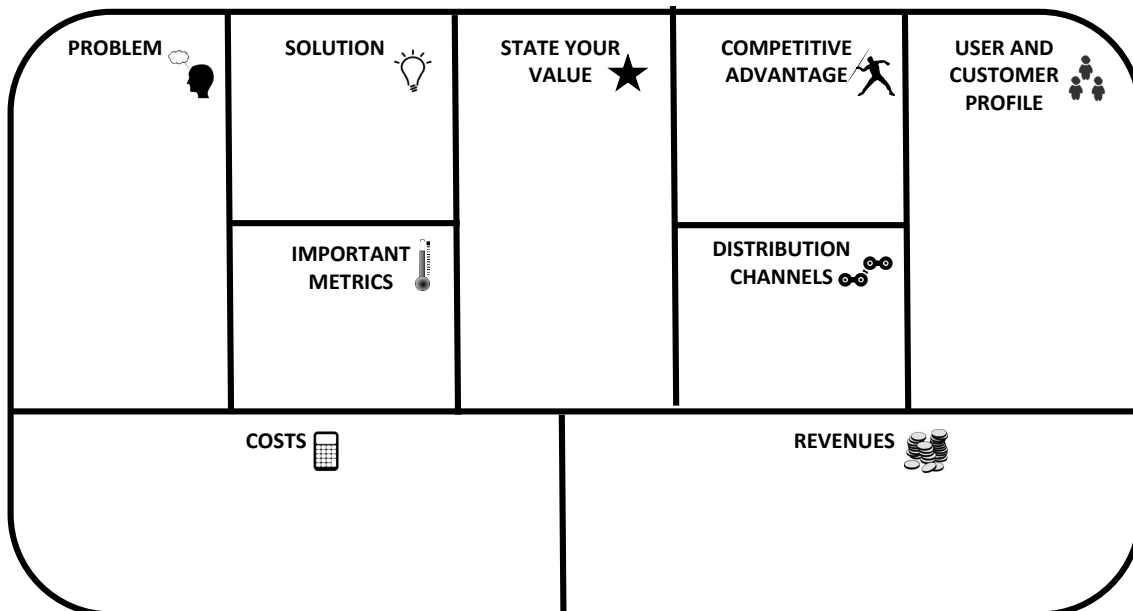 PROBLEM
SOLUTION
STATE YOUR
VALUE
COMPETITIVE
ADVANTAGE
USER AND
CUSTOMER
PROFILE
IMPORTANT
METRICS
DISTRIBUTION
CHANNELS
COSTS
REVENUES